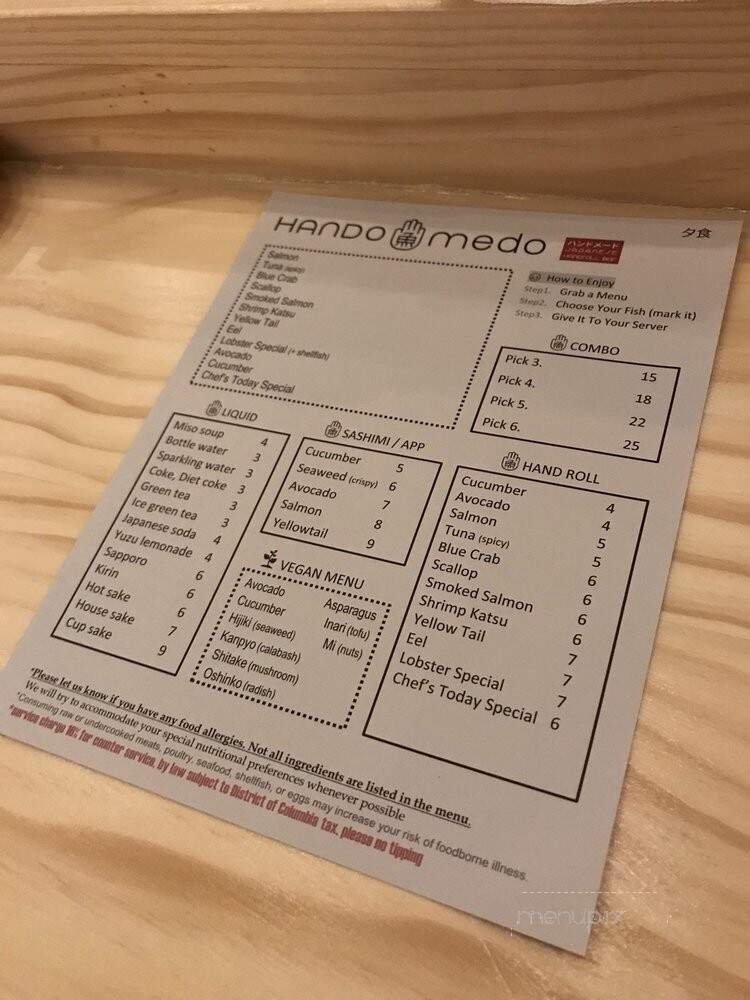 HANDO medo
ハンドメード
JAPANESE
HANDROLL BAR
夕食
Salmon
Tuna (spicy)
Blue Crab
Scallop
Smoked Salmon
Shrimp Katsu
Yellow Tail
Eel
Lobster Special (+ shellfish)
Avocado
Cucumber
Chef's Today Special
How to Enjoy
Step1. Grab a Menu
Step2. Choose Your Fish (mark it)
Step3. Give It To Your Server
COMBO
Pick 3. 15
Pick 4. 18
Pick 5. 22
Pick 6. 25
LIQUID
Miso soup 4
Bottle water 3
Sparkling water 3
Coke, Diet coke 3
Green tea 3
Ice green tea 3
Japanese soda 4
Yuzu lemonade 4
Sapporo 6
Kirin 6
Hot sake 6
House sake 7
Cup sake 9
SASHIMI / APP
Cucumber 5
Seaweed (crispy) 6
Avocado 7
Salmon 8
Yellowtail 9
VEGAN MENU
Avocado
Cucumber
Hijiki (seaweed)
Kanpyo (calabash)
Shitake (mushroom)
Oshinko (radish)
Asparagus
Inari (tofu)
Mi (nuts)
HAND ROLL
Cucumber 4
Avocado 4
Salmon 5
Tuna (spicy) 5
Blue Crab 6
Scallop 6
Smoked Salmon 6
Shrimp Katsu 6
Yellow Tail 7
Eel 7
Lobster Special 7
Chef's Today Special 6
*Please let us know if you have any food allergies. Not all ingredients are listed in the menu.
We will try to accommodate your special nutritional preferences whenever possible
*Consuming raw or undercooked meats, poultry, seafood, shellfish, or eggs may increase your risk of foodborne illness.
*service charge for counter service, by law subject to District of Columbia tax, please no tipping
menupix